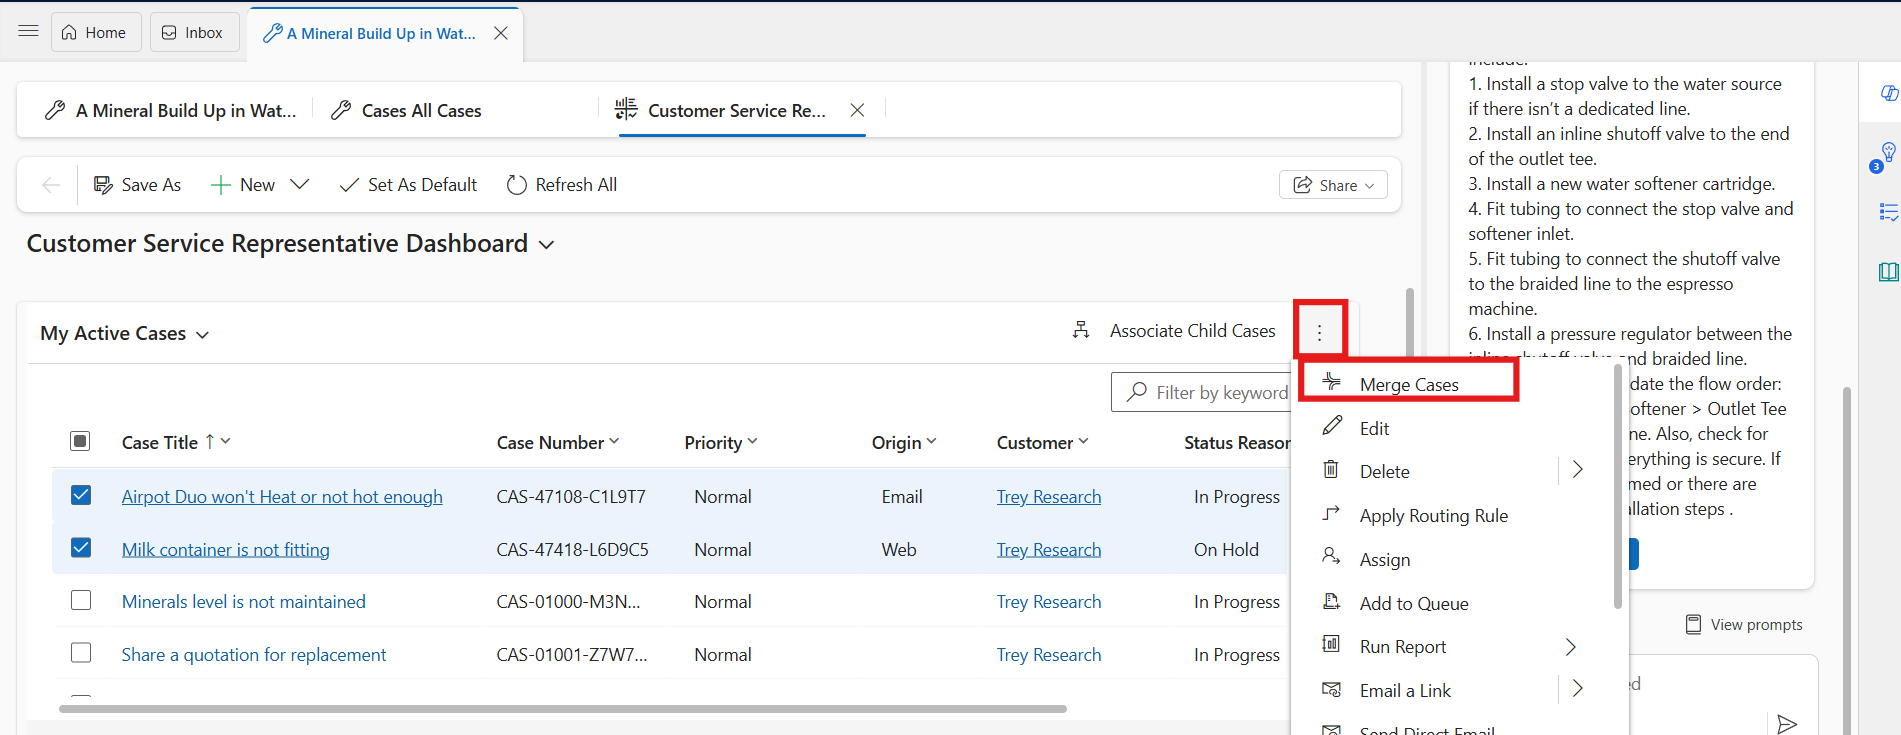 Home
Inbox
A Mineral Build Up in Wat...
A Mineral Build Up in Wat...
Cases All Cases
Customer Service Re...
Save As
New
Set As Default
Refresh All
Share
Customer Service Representative Dashboard
My Active Cases
Associate Child Cases
Filter by keyword
Case Title
Case Number
Priority
Origin
Customer
Status Reason
Airpot Duo won't Heat or not hot enough CAS-47108-C1L9T7 Normal Email Trey Research In Progress
Milk container is not fitting CAS-47418-L6D9C5 Normal Web Trey Research On Hold
Minerals level is not maintained CAS-01000-M3N... Normal Trey Research In Progress
Share a quotation for replacement CAS-01001-Z7W7... Normal Trey Research In Progress
Merge Cases
Edit
Delete
Apply Routing Rule
Assign
Add to Queue
Run Report
Email a Link
Send Direct Email
include:
1. Install a stop valve to the water source
if there isn’t a dedicated line.
2. Install an inline shutoff valve to the end
of the outlet tee.
3. Install a new water softener cartridge.
4. Fit tubing to connect the stop valve and
softener inlet.
5. Fit tubing to connect the shutoff valve
to the braided line to the espresso
machine.
6. Install a pressure regulator between the
inline shutoff valve and braided line.
date the flow order:
oftener > Outlet Tee
ne. Also, check for
erything is secure. If
med or there are
llation steps .
View prompts
ed
3